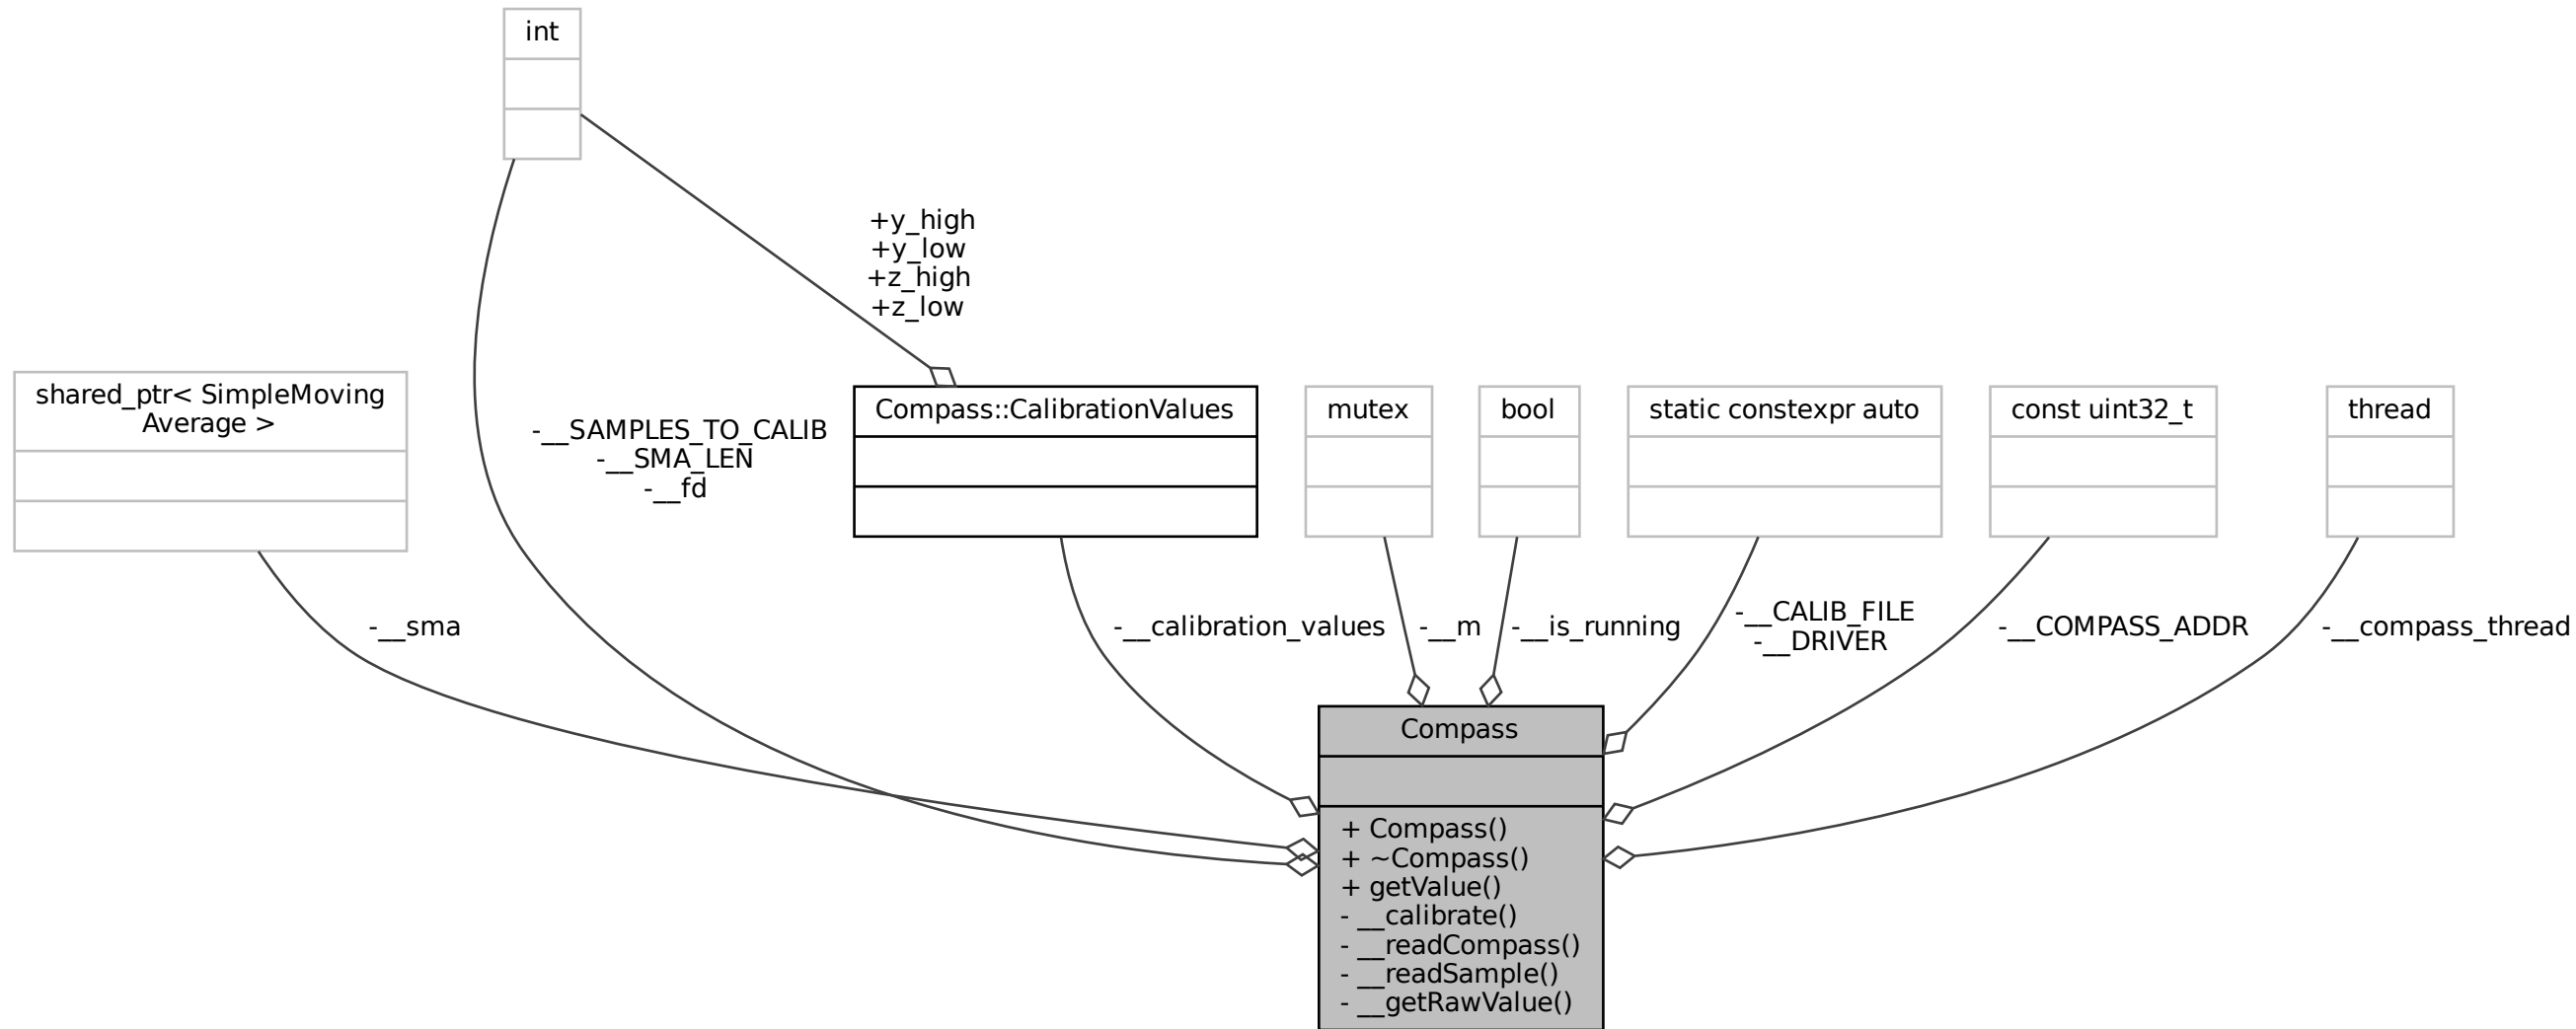 int
+y_high
+y_low
+z_high
+z_low
shared_ptr< SimpleMoving
Average >
-__SAMPLES_TO_CALIB
-__SMA_LEN
-__fd
Compass::CalibrationValues
mutex
bool
static constexpr auto
const uint32_t
thread
-__sma
-__calibration_values
-__m
-__is_running
-__CALIB_FILE
-__DRIVER
-__COMPASS_ADDR
-__compass_thread
Compass
+ Compass()
+ ~Compass()
+ getValue()
- __calibrate()
- __readCompass()
- __readSample()
- __getRawValue()